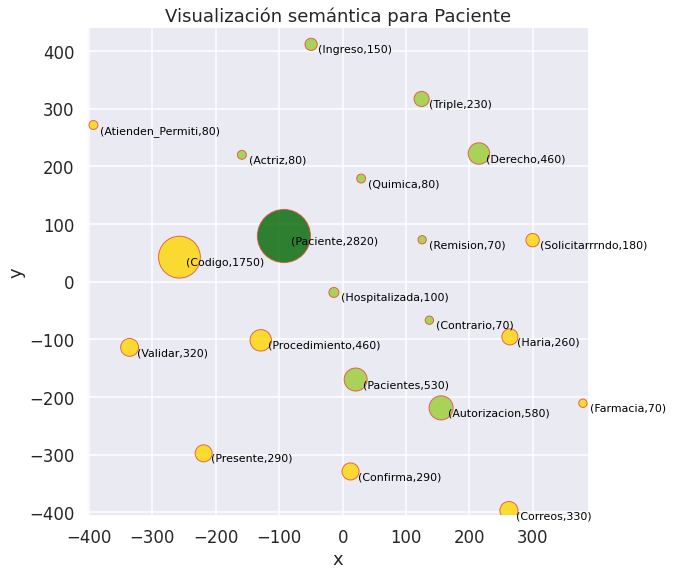 Visualización semántica para Paciente
400
(Ingreso,150)
(Triple,230)
300
(Atienden_Permiti,80)
(Derecho,460)
(Actriz,80)
200
(Quimica,80)
100
(Paciente,2820)
(Remision,70)
(Solicitarrrndo,180)
(Codigo,1750)
y
0
(Hospitalizada,100)
(Contrario,70)
−100
(Haria,260)
(Procedimiento,460)
(Validar,320)
(Pacientes,530)
−200
(Farmacia,70)
(Autorizacion,580)
−300
(Presente,290)
(Confirma,290)
−400
(Correos,330)
−400 −300 −200 −100 0 100 200 300
x